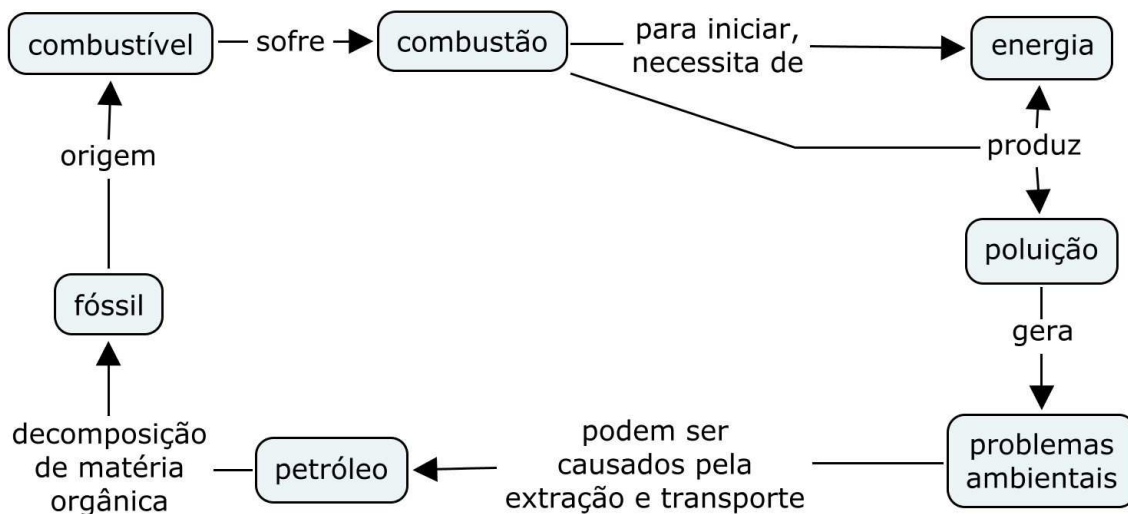 combustível
sofre
combustão
para iniciar,
necessita de
energia
origem
produz
poluição
fóssil
gera
decomposição
de matéria
orgânica
petróleo
podem ser
causados pela
extração e transporte
problemas
ambientais